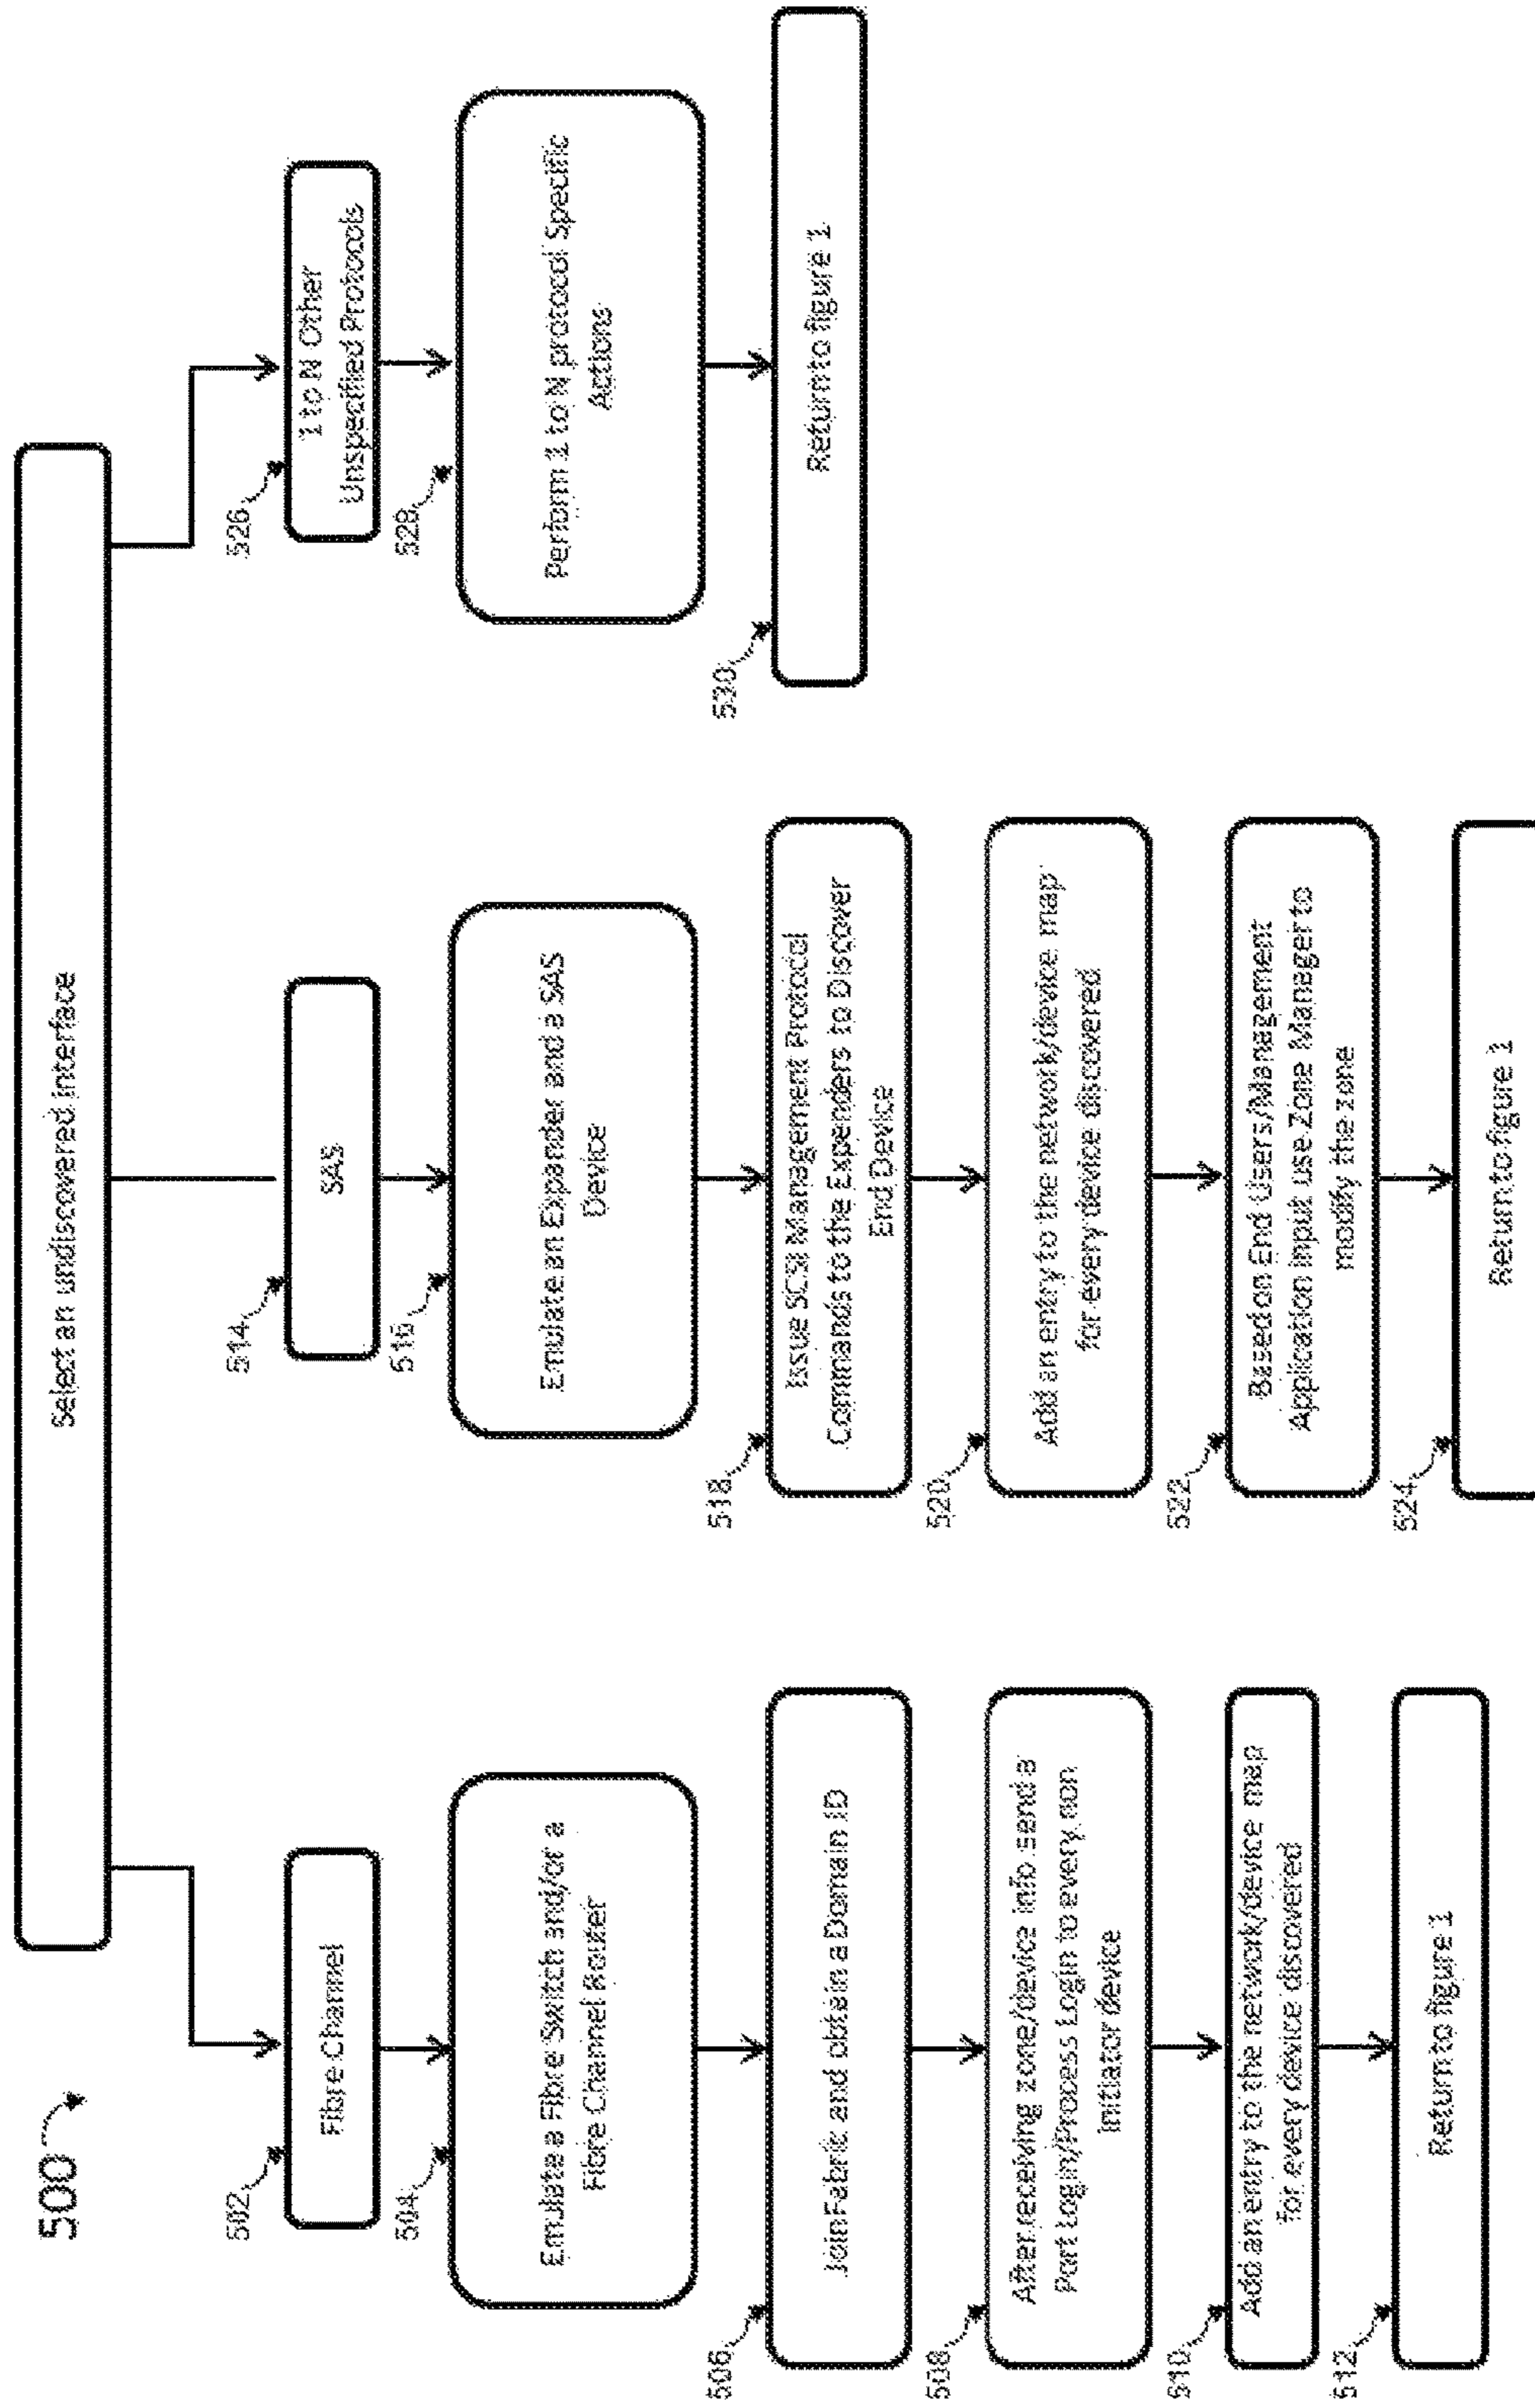 500
Select an undiscovered interface
502
Fibre Channel
504
Emulate a Fibre Switch and/or a
Fibre Channel Router
506
Join Fabric and obtain a Domain ID
508
After receiving zone/device info send a
Port Login/Process Login to every non
initiator device
510
Add an entry to the network/device map
for every device discovered
512
Return to figure 1
514
SAS
516
Emulate an Expander and a SAS
Device
518
Issue SCSI Management Protocol
Commands to the Expenders to Discover
End Device
520
Add an entry to the network/device map
for every device discovered
522
Based on End Users/Management
Application input use Zone Manager to
modify the zone
524
Return to figure 1
526
1 to N Other
Unspecified Protocols
528
Perform 1 to N protocol Specific
Actions
530
Return to figure 1